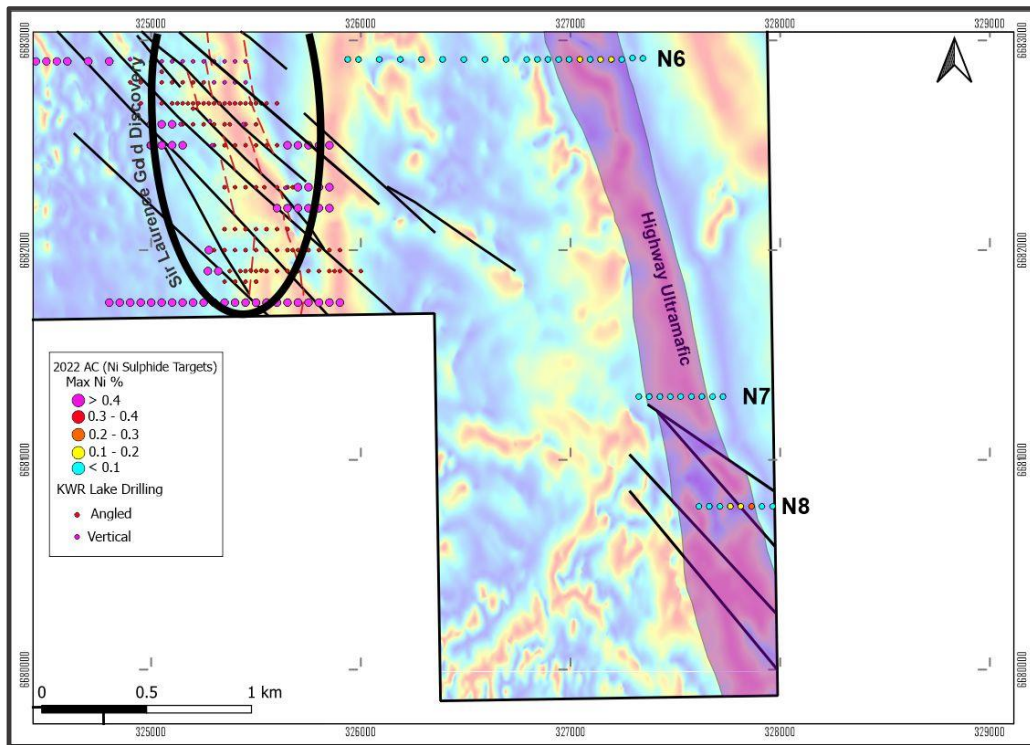 325000
326000
327000
328000
329000
6683000
6683000
N6
Sir Laurence Gold Discovery
6682000
6682000
Highway Ultramafic
2022 AC (Ni Sulphide Targets)
Max Ni %
> 0.4
0.3 - 0.4
0.2 - 0.3
0.1 - 0.2
< 0.1
KWR Lake Drilling
Angled
Vertical
N7
6681000
6681000
N8
6680000
6680000
0 0.5 1 km
325000
326000
327000
328000
329000